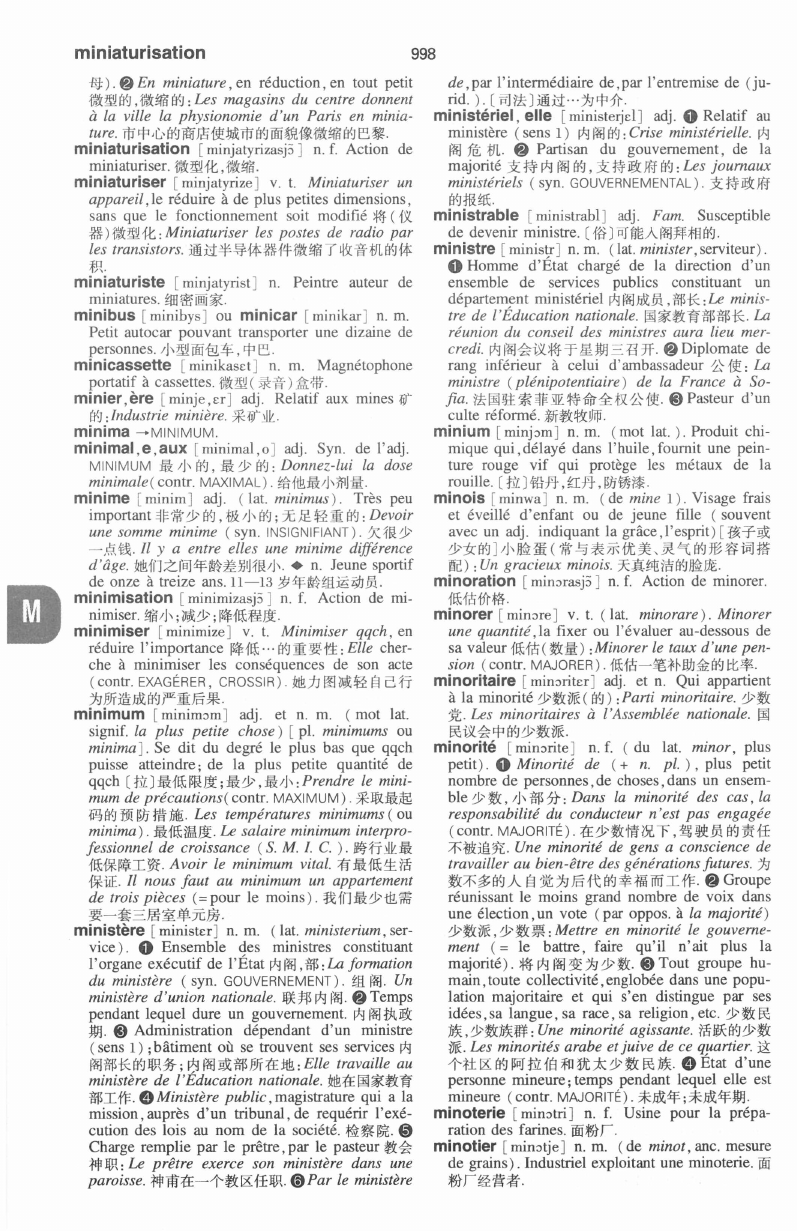 miniaturisation
998
母). ❷ En miniature, en réduction, en tout petit
微型的,微缩的: Les magasins du centre donnent
à la ville la physionomie d'un Paris en minia-
ture. 市中心的商店使城市的面貌像微缩的巴黎.
miniaturisation [minjatyrizasjɔ̃] n. f. Action de
miniaturiser. 微型化,微缩.
miniaturiser [minjatyrize] v. t. Miniaturiser un
appareil, le réduire à de plus petites dimensions,
sans que le fonctionnement soit modifié 将(仪
器)微型化: Miniaturiser les postes de radio par
les transistors. 通过半导体器件微缩了收音机的体
积.
miniaturiste [minjatyrist] n. Peintre auteur de
miniatures. 细密画家.
minibus [minibys] ou minicar [minikar] n. m.
Petit autocar pouvant transporter une dizaine de
personnes. 小型面包车,中巴.
minicassette [minikasɛt] n. m. Magnétophone
portatif à cassettes. 微型(录音)盒带.
minier, ère [minje, ɛr] adj. Relatif aux mines 矿
的: Industrie minière. 采矿业.
minima →MINIMUM.
minimal, e, aux [minimal, o] adj. Syn. de l'adj.
MINIMUM 最小的,最少的: Donnez-lui la dose
minimale (contr. MAXIMAL). 给他最小剂量.
minime [minim] adj. (lat. minimus). Très peu
important 非常少的,极小的;无足轻重的: Devoir
une somme minime (syn. INSIGNIFIANT). 欠很少
一点钱. Il y a entre elles une minime différence
d'âge. 她们之间年龄差别很小. ◆ n. Jeune sportif
de onze à treize ans. 11—13 岁年龄组运动员.
minimisation [minimizasjɔ̃] n. f. Action de mi-
nimiser. 缩小;减少;降低程度.
minimiser [minimize] v. t. Minimiser qqch, en
réduire l'importance 降低…的重要性: Elle cher-
che à minimiser les conséquences de son acte
(contr. EXAGÉRER, CROSSIR). 她力图减轻自己行
为所造成的严重后果.
minimum [minimɔm] adj. et n. m. (mot lat.
signif. la plus petite chose) [pl. minimums ou
minima]. Se dit du degré le plus bas que qqch
puisse atteindre; de la plus petite quantité de
qqch [拉]最低限度;最少,最小: Prendre le mini-
mum de précautions (contr. MAXIMUM). 采取最起
码的预防措施. Les températures minimums (ou
minima). 最低温度. Le salaire minimum interpro-
fessionnel de croissance (S. M. I. C. ). 跨行业最
低保障工资. Avoir le minimum vital. 有最低生活
保证. Il nous faut au minimum un appartement
de trois pièces (= pour le moins). 我们最少也需
要一套三居室单元房.
ministère [ministɛr] n. m. (lat. ministerium, ser-
vice). ❶ Ensemble des ministres constituant
l'organe exécutif de l'État 内阁,部: La formation
du ministère (syn. GOUVERNEMENT). 组阁. Un
ministère d'union nationale. 联邦内阁. ❷ Temps
pendant lequel dure un gouvernement. 内阁执政
期. ❸ Administration dépendant d'un ministre
(sens 1); bâtiment où se trouvent ses services 内
阁部长的职务;内阁或部所在地: Elle travaille au
ministère de l'Éducation nationale. 她在国家教育
部工作. ❹ Ministère public, magistrature qui a la
mission, auprès d'un tribunal, de requérir l'exé-
cution des lois au nom de la société. 检察院. ❺
Charge remplie par le prêtre, par le pasteur 教会
神职: Le prêtre exerce son ministère dans une
paroisse. 神甫在一个教区任职. ❻ Par le ministère
M
de, par l'intermédiaire de, par l'entremise de (ju-
rid. ). [司法]通过…为中介.
ministériel, elle [ministerjɛl] adj. ❶ Relatif au
ministère (sens 1) 内阁的: Crise ministérielle. 内
阁危机. ❷ Partisan du gouvernement, de la
majorité 支持内阁的,支持政府的: Les journaux
ministériels (syn. GOUVERNEMENTAL). 支持政府
的报纸.
ministrable [ministrabl] adj. Fam. Susceptible
de devenir ministre. [俗]可能入阁拜相的.
ministre [ministr] n. m. (lat. minister, serviteur).
❶ Homme d'État chargé de la direction d'un
ensemble de services publics constituant un
département ministériel 内阁成员,部长: Le minis-
tre de l'Éducation nationale. 国家教育部部长. La
réunion du conseil des ministres aura lieu mer-
credi. 内阁会议将于星期三召开. ❷ Diplomate de
rang inférieur à celui d'ambassadeur 公使: La
ministre (plénipotentiaire) de la France à So-
fia. 法国驻索菲亚特命全权公使. ❸ Pasteur d'un
culte réformé. 新教牧师.
minium [minjɔm] n. m. (mot lat. ). Produit chi-
mique qui, délayé dans l'huile, fournit une pein-
ture rouge vif qui protège les métaux de la
rouille. [拉]铅丹,红丹,防锈漆.
minois [minwa] n. m. (de mine 1). Visage frais
et éveillé d'enfant ou de jeune fille (souvent
avec un adj. indiquant la grâce, l'esprit) [孩子或
少女的]小脸蛋(常与表示优美、灵气的形容词搭
配): Un gracieux minois. 天真纯洁的脸庞.
minoration [minɔrasjɔ̃] n. f. Action de minorer.
低估价格.
minorer [minɔre] v. t. (lat. minorare). Minorer
une quantité, la fixer ou l'évaluer au-dessous de
sa valeur 低估(数量): Minorer le taux d'une pen-
sion (contr. MAJORER). 低估一笔补助金的比率.
minoritaire [minɔritɛr] adj. et n. Qui appartient
à la minorité 少数派(的): Parti minoritaire. 少数
党. Les minoritaires à l'Assemblée nationale. 国
民议会中的少数派.
minorité [minɔrite] n. f. (du lat. minor, plus
petit). ❶ Minorité de (+ n. pl. ), plus petit
nombre de personnes, de choses, dans un ensem-
ble 少数,小部分: Dans la minorité des cas, la
responsabilité du conducteur n'est pas engagée
(contr. MAJORITÉ). 在少数情况下,驾驶员的责任
不被追究. Une minorité de gens a conscience de
travailler au bien-être des générations futures. 为
数不多的人自觉为后代的幸福而工作. ❷ Groupe
réunissant le moins grand nombre de voix dans
une élection, un vote (par oppos. à la majorité)
少数派,少数票: Mettre en minorité le gouverne-
ment (= le battre, faire qu'il n'ait plus la
majorité). 将内阁变为少数. ❸ Tout groupe hu-
main, toute collectivité, englobée dans une popu-
lation majoritaire et qui s'en distingue par ses
idées, sa langue, sa race, sa religion, etc. 少数民
族,少数族群: Une minorité agissante. 活跃的少数
派. Les minorités arabe et juive de ce quartier. 这
个社区的阿拉伯和犹太少数民族. ❹ État d'une
personne mineure; temps pendant lequel elle est
mineure (contr. MAJORITÉ). 未成年;未成年期.
minoterie [minɔtri] n. f. Usine pour la prépa-
ration des farines. 面粉厂.
minotier [minɔtje] n. m. (de minot, anc. mesure
de grains). Industriel exploitant une minoterie. 面
粉厂经营者.